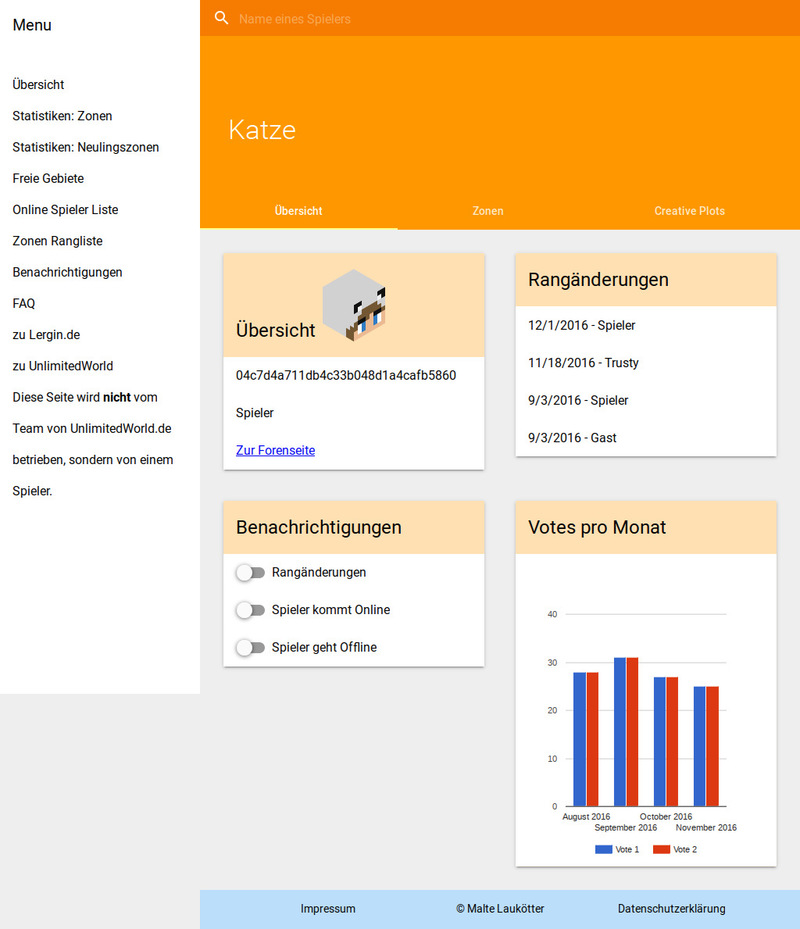 Menu
Übersicht
Statistiken: Zonen
Statistiken: Neulingszonen
Freie Gebiete
Online Spieler Liste
Zonen Rangliste
Benachrichtigungen
FAQ
zu Lergin.de
zu UnlimitedWorld
Diese Seite wird nicht vom
Team von UnlimitedWorld.de
betrieben, sondern von einem
Spieler.
Name eines Spielers
Katze
Übersicht
Zonen
Creative Plots
Übersicht
04c7d4a711db4c33b048d1a4cafb5860
Spieler
Zur Forenseite
Rangänderungen
12/1/2016 - Spieler
11/18/2016 - Trusty
9/3/2016 - Spieler
9/3/2016 - Gast
Benachrichtigungen
Rangänderungen
Spieler kommt Online
Spieler geht Offline
Votes pro Monat
40
30
20
10
0
August 2016
September 2016
October 2016
November 2016
Vote 1
Vote 2
Impressum
© Malte Laukötter
Datenschutzerklärung